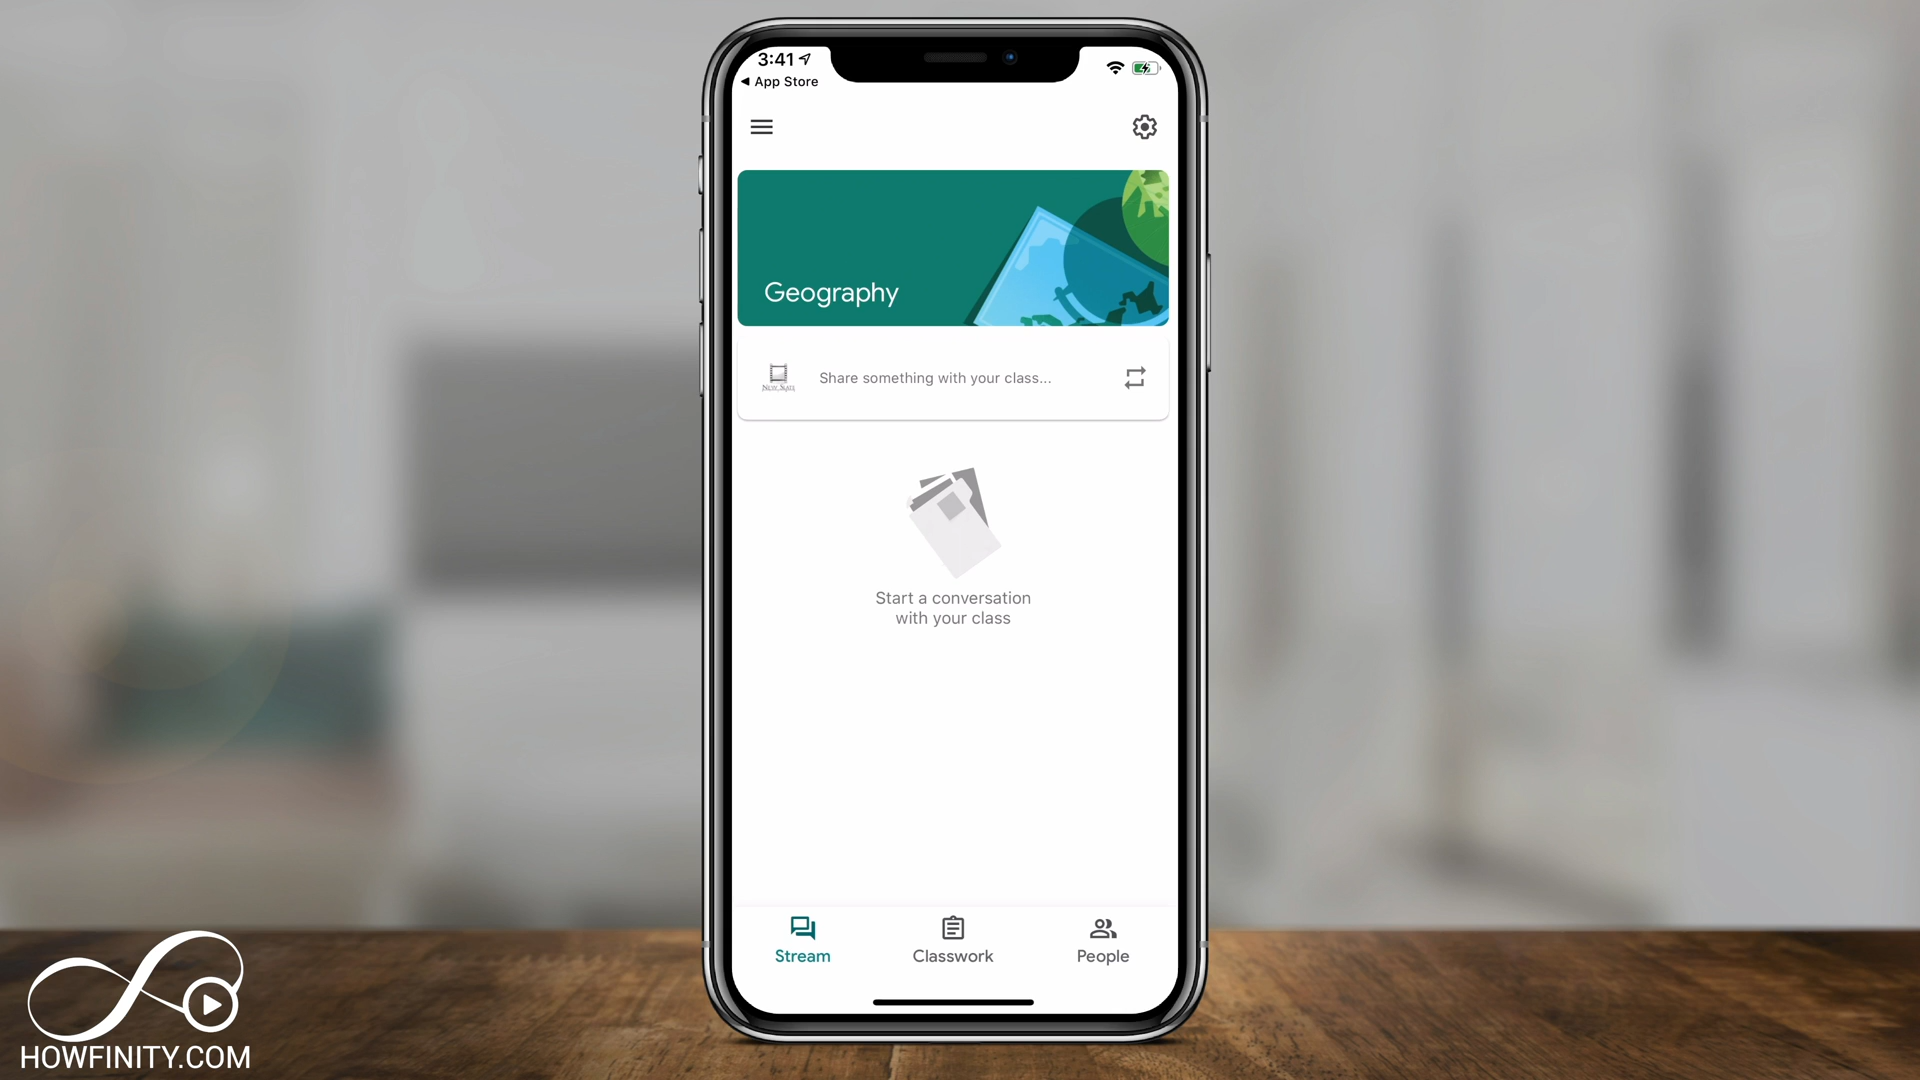 3:41
App Store
Geography
Share something with your class...
Start a conversation
with your class
Stream
Classwork
People
HOWFINITY.COM